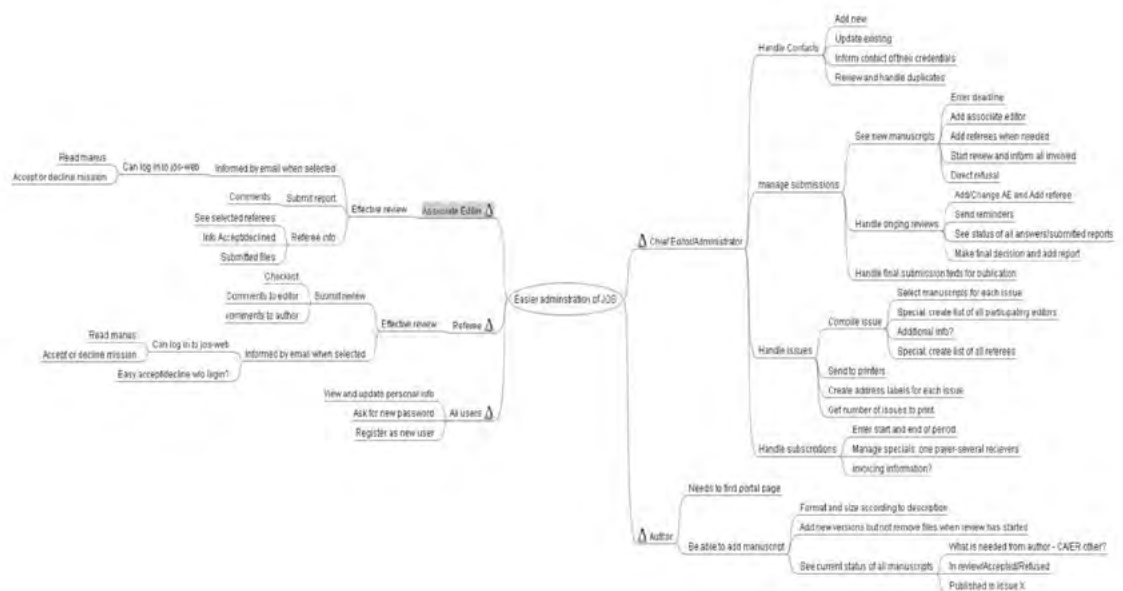 Easier adminstration of JOS
Associate Editor
Effective review
Informed by email when selected
Can log in to jos-web
Read manus
Accept or decline mission
Submit report
Comments
Referee info
See selected referees
Info Accept/declined
Submitted files
Referee
Effective review
Submit review
Checklist
Comments to editor
comments to author
Informed by email when selected
Can log in to jos-web
Read manus
Accept or decline mission
Easy accept/decline w/o login?
All users
View and update personal info
Ask for new password
Register as new user
Chief Editor/Administrator
Handle Contacts
Add new
Update existing
Inform contact of their credentials
Review and handle duplicates
manage submissions
See new manuscripts
Enter deadline
Add associate editor
Add referees when needed
Start review and inform all involved
Direct refusal
Handle onging reviews
Add/Change AE and Add referee
Send reminders
See status of all answers/submitted reports
Make final decision and add report
Handle final submission texts for publication
Handle issues
Compile issue
Select manuscripts for each issue
Special: create list of all participating editors
Additional info?
Special: create list of all referees
Send to printers
Create address labels for each issue
Get number of issues to print
Handle subscriptions
Enter start and end of period
Manage specials: one payer-several recievers
invoicing information?
Author
Needs to find portal page
Be able to add manuscript
Format and size according to description
Add new versions but not remove files when review has started
See current status of all manuscripts
What is needed from author - CA/ER other?
In review/Accepted/Refused
Published in issue X